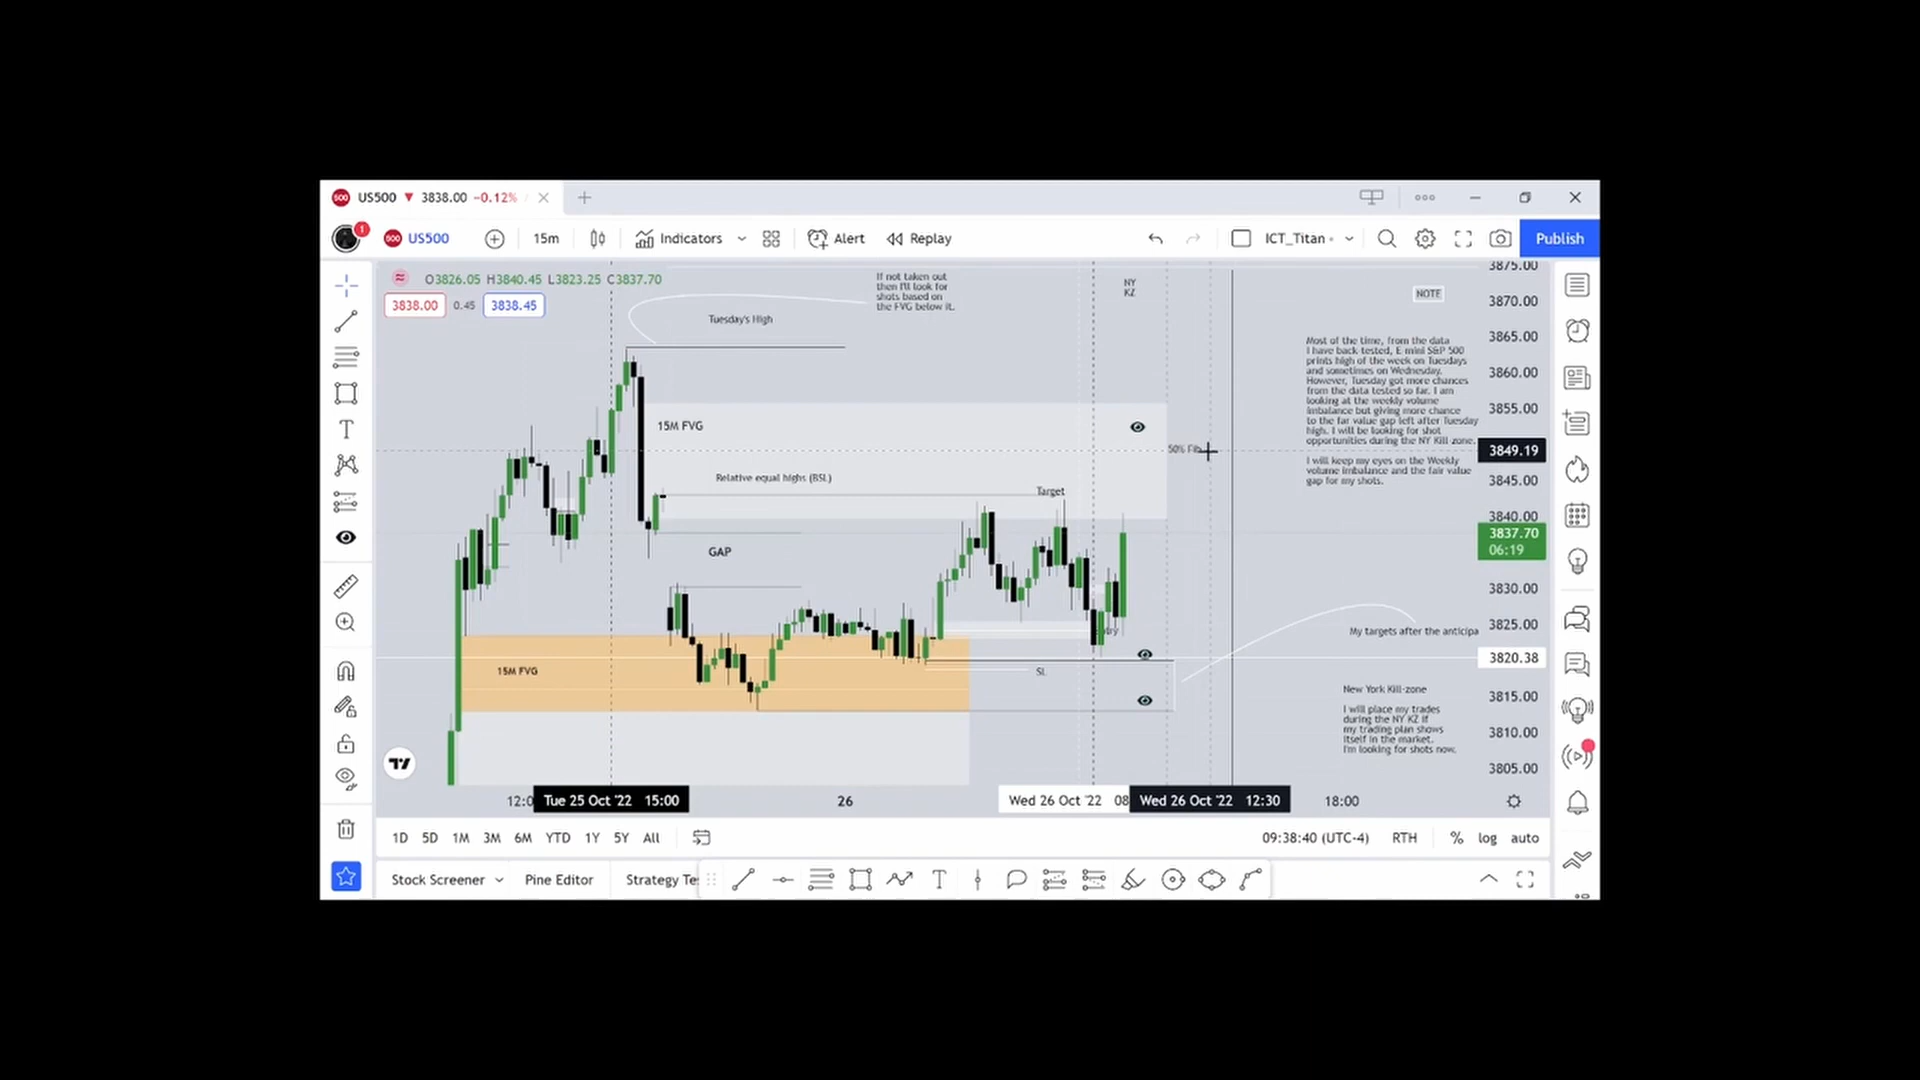 US500 ▼ 3838.00 −0.12% /
1
US500 15m Indicators Alert Replay ICT_Titan Publish
O3826.05 H3840.45 L3823.25 C3837.70
3838.00 0.45 3838.45
If not taken out
then I'll look for
shots based on
the FVG below it.
NY
KZ
NOTE
Tuesday's High
Most of the time, from the data
I have back-tested, E-mini S&P 500
prints high of the week on Tuesdays
and sometimes on Wednesday.
However, Tuesday got more chances
from the data tested so far. I am
looking at the weekly volume
imbalance but giving more chance
to the far value gap left after Tuesday
high. I will be looking for shot
opportunities during the NY Kill-zone.
I will keep my eyes on the Weekly
volume imbalance and the fair value
gap for my shots.
15M FVG
50% Fib
Relative equal highs (BSL)
Target
GAP
My targets after the anticipa
15M FVG
SL
New York Kill-zone
I will place my trades
during the NY KZ if
my trading plan shows
itself in the market.
I'm looking for shots now.
3875.00
3870.00
3865.00
3860.00
3855.00
3849.19
3845.00
3840.00
3837.70
06:19
3830.00
3825.00
3820.38
3815.00
3810.00
3805.00
12:0 Tue 25 Oct '22 15:00 26 Wed 26 Oct '22 08 Wed 26 Oct '22 12:30 18:00
1D 5D 1M 3M 6M YTD 1Y 5Y All 09:38:40 (UTC-4) RTH % log auto
Stock Screener Pine Editor Strategy Te